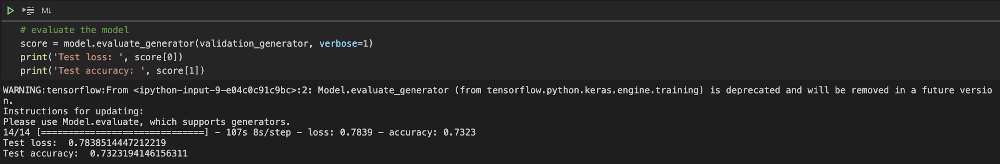 M↓
# evaluate the model
score = model.evaluate_generator(validation_generator, verbose=1)
print('Test loss: ', score[0])
print('Test accuracy: ', score[1])
WARNING:tensorflow:From <ipython-input-9-e04c0c91c9bc>:2: Model.evaluate_generator (from tensorflow.python.keras.engine.training) is deprecated and will be removed in a future versio
n.
Instructions for updating:
Please use Model.evaluate, which supports generators.
14/14 [==============================] - 107s 8s/step - loss: 0.7839 - accuracy: 0.7323
Test loss:  0.7838514447212219
Test accuracy:  0.7323194146156311